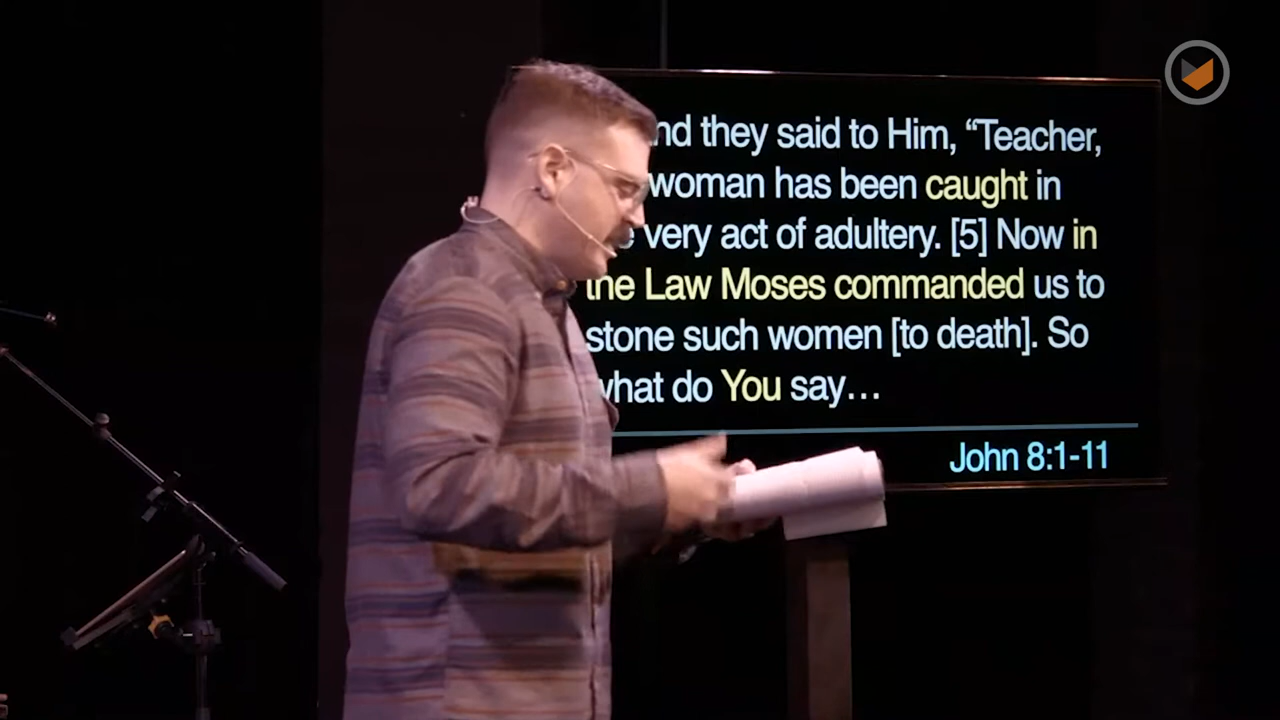 nd they said to Him, “Teacher,
woman has been caught in
very act of adultery. [5] Now in
the Law Moses commanded us to
stone such women [to death]. So
what do You say…
John 8:1-11